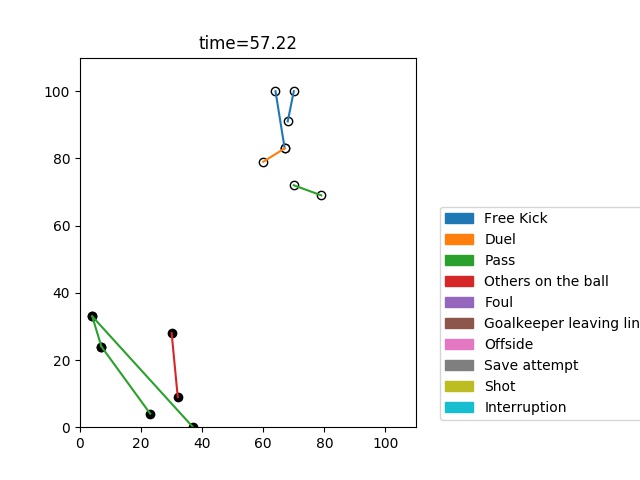 time=57.22
100
80
60
40
20
0
0 20 40 60 80 100
Free Kick
Duel
Pass
Others on the ball
Foul
Goalkeeper leaving lin
Offside
Save attempt
Shot
Interruption